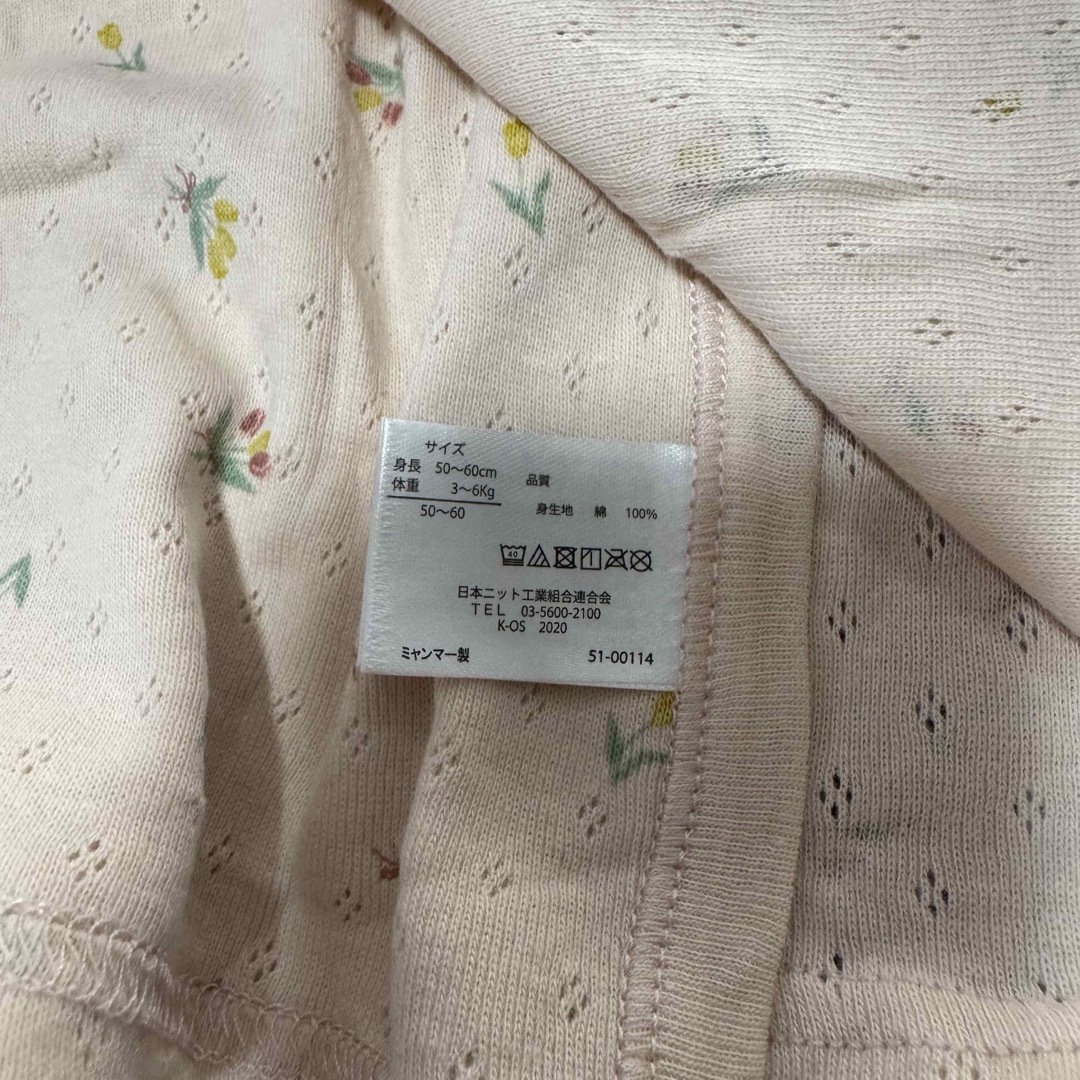 サイズ
身長 50～60cm
体重 3～6Kg
50～60
品質
身生地 綿 100%
40
日本ニット工業組合連合会
TEL 03-5600-2100
K-OS 2020
ミャンマー製 51-00114